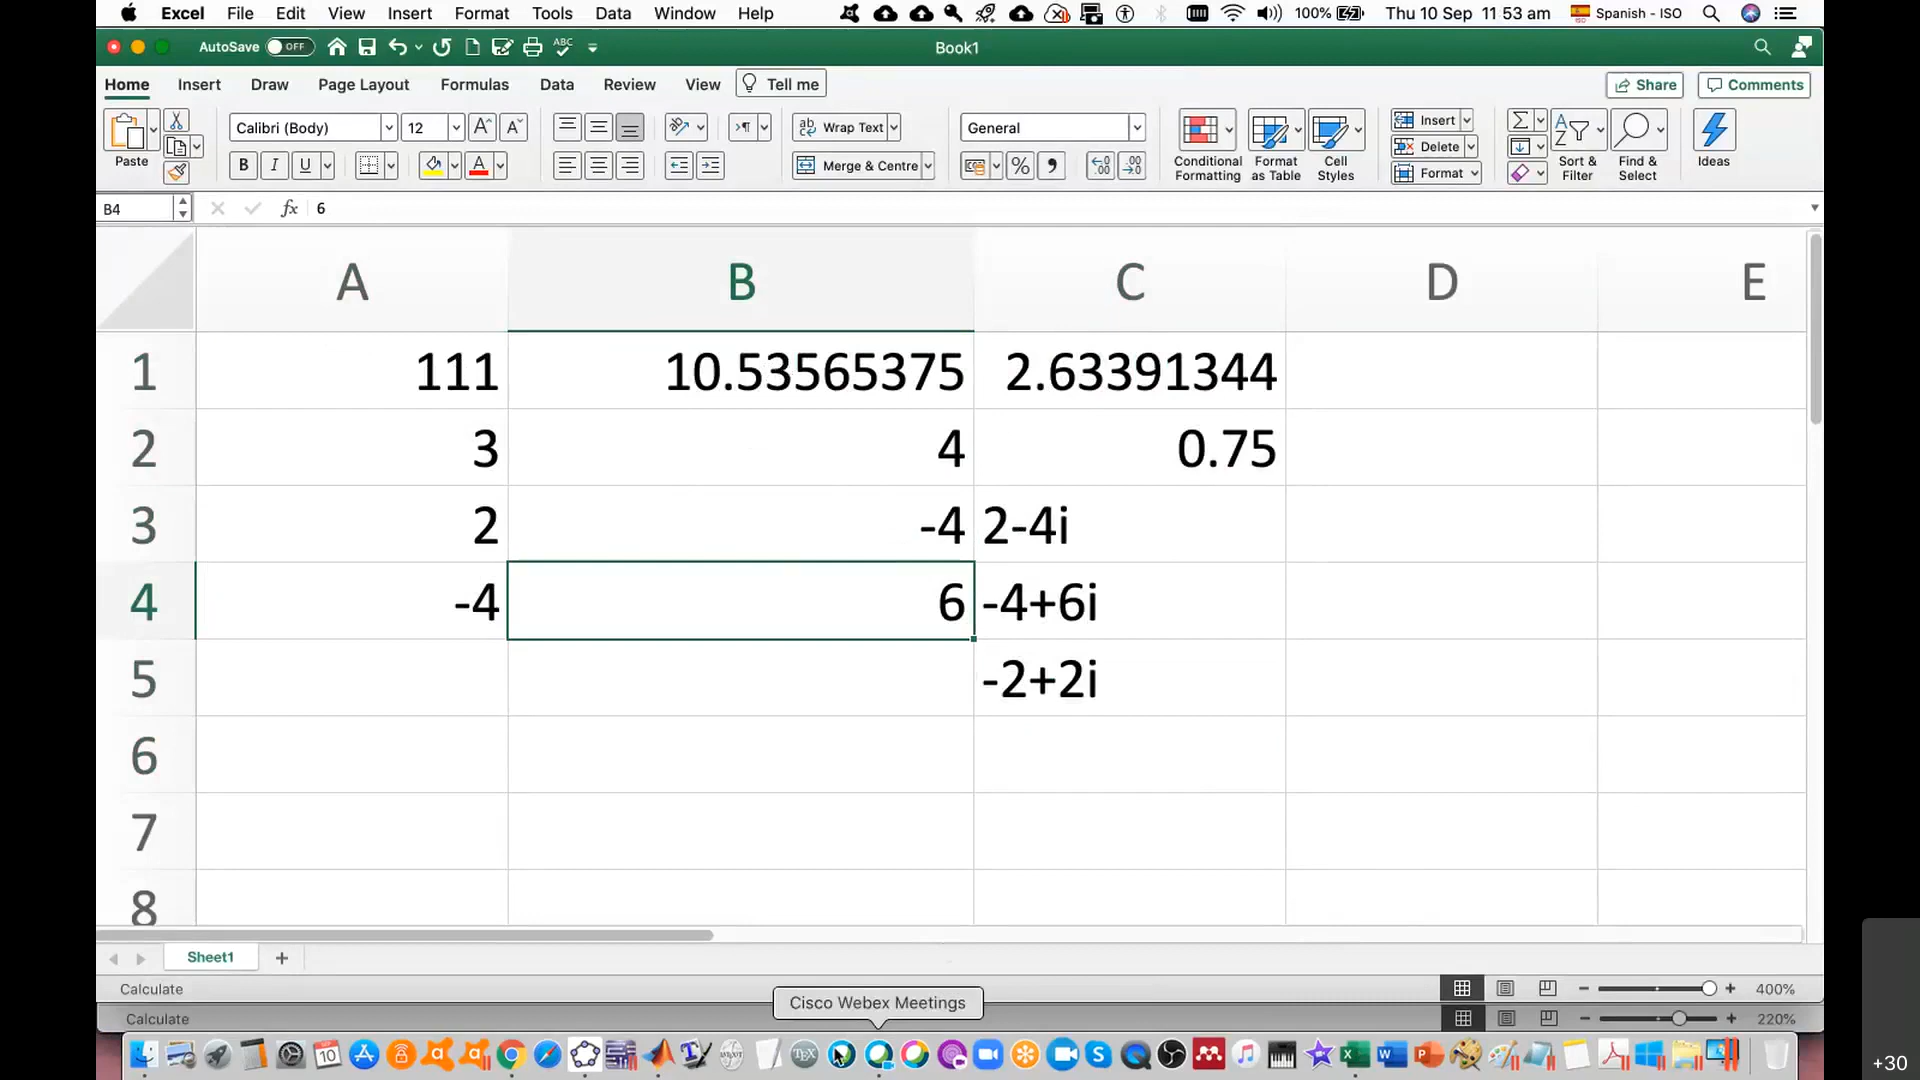 Excel File Edit View Insert Format Tools Data Window Help 100% Thu 10 Sep 11 53 am Spanish - ISO
AutoSave OFF Book1
Home Insert Draw Page Layout Formulas Data Review View Tell me Share Comments
Paste Calibri (Body) 12 Wrap Text General Insert
B I U Merge & Centre Delete
Conditional Formatting Format as Table Cell Styles Format Sort & Filter Find & Select Ideas
B4 fx 6
A B C D E
1 111 10.53565375 2.63391344
2 3 4 0.75
3 2 -4 2-4i
4 -4 6 -4+6i
5 -2+2i
6
7
8
Sheet1
Calculate 400%
Cisco Webex Meetings
Calculate 220%
+30